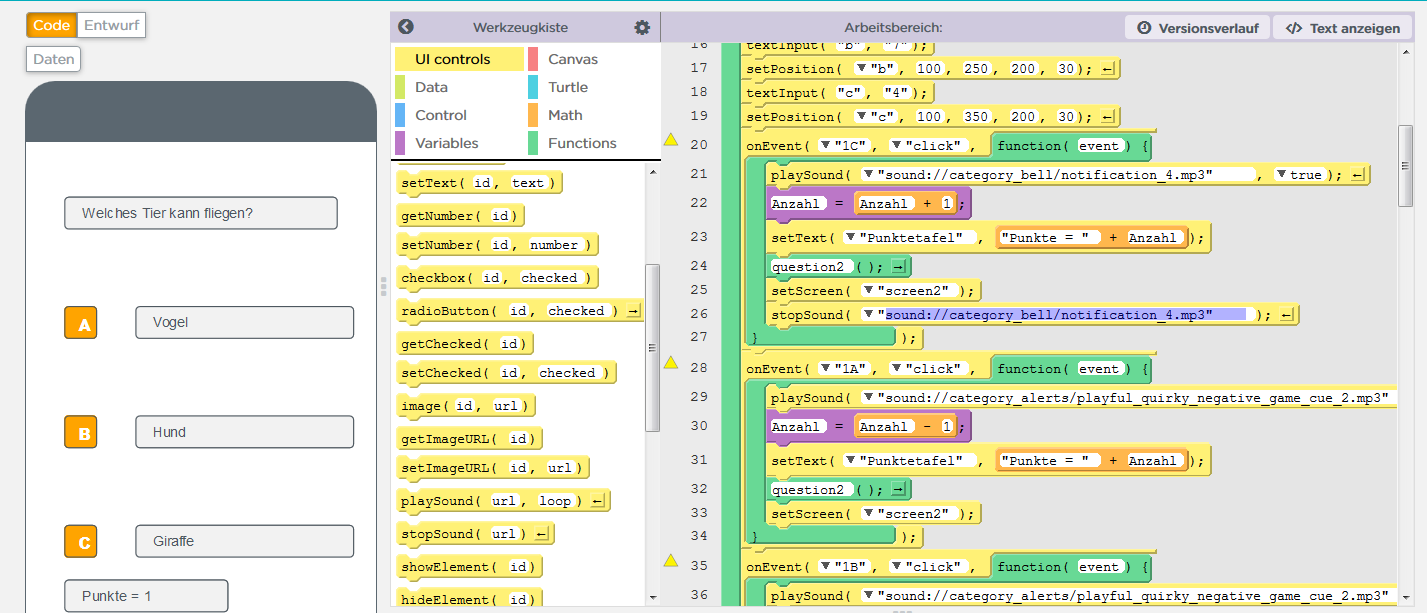 Code Entwurf
Daten
Welches Tier kann fliegen?
A Vogel
B Hund
C Giraffe
Punkte = 1
Werkzeugkiste
UI controls Canvas
Data Turtle
Control Math
Variables Functions
setText( id, text )
getNumber( id)
setNumber( id, number )
checkbox( id, checked )
radioButton( id, checked ) →
getChecked( id)
setChecked( id, checked )
image( id, url)
getImageURL( id)
setImageURL( id, url )
playSound( url, loop ) ←
stopSound( url ) ←
showElement( id)
hideElement( id)
Arbeitsbereich: Versionsverlauf </> Text anzeigen
16 textInput( "b", "7");
17 setPosition( ▼"b", 100, 250, 200, 30); ←
18 textInput( "c", "4");
19 setPosition( ▼"c", 100, 350, 200, 30); ←
20 onEvent( ▼"1C", ▼"click", function( event) {
21 playSound( ▼"sound://category_bell/notification_4.mp3" , ▼true); ←
22 Anzahl = Anzahl + 1;
23 setText( ▼"Punktetafel" , "Punkte = " + Anzahl );
24 question2 (); →
25 setScreen( ▼"screen2" );
26 stopSound( ▼"sound://category_bell/notification_4.mp3" ); ←
27 } );
28 onEvent( ▼"1A", ▼"click", function( event) {
29 playSound( ▼"sound://category_alerts/playful_quirky_negative_game_cue_2.mp3"
30 Anzahl = Anzahl - 1;
31 setText( ▼"Punktetafel" , "Punkte = " + Anzahl );
32 question2 (); →
33 setScreen( ▼"screen2" );
34 } );
35 onEvent( ▼"1B", ▼"click", function( event) {
36 playSound( ▼"sound://category_alerts/playful_quirky_negative_game_cue_2.mp3"